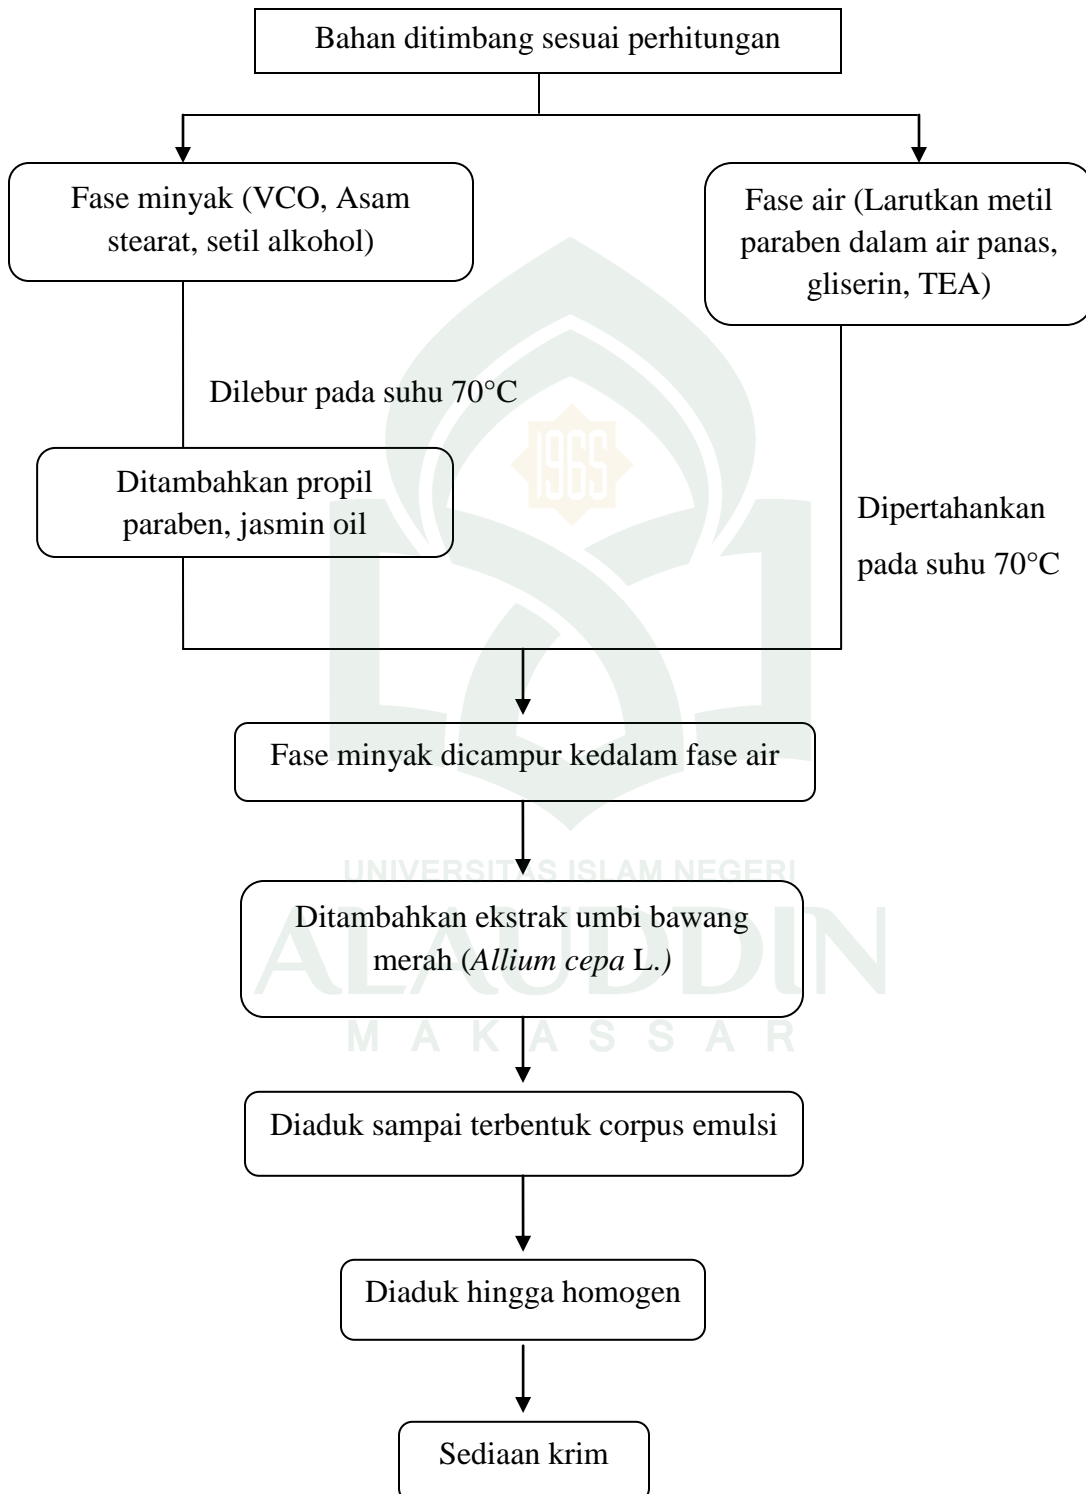 Bahan ditimbang sesuai perhitungan
Fase minyak (VCO, Asam
stearat, setil alkohol)
Fase air (Larutkan metil
paraben dalam air panas,
gliserin, TEA)
Dilebur pada suhu 70°C
Ditambahkan propil
paraben, jasmin oil
Dipertahankan
pada suhu 70°C
1965
Fase minyak dicampur kedalam fase air
UNIVERSITAS ISLAM NEGERI
ALAUDDIN
MAKASSAR
Ditambahkan ekstrak umbi bawang
merah (Allium cepa L.)
Diaduk sampai terbentuk corpus emulsi
Diaduk hingga homogen
Sediaan krim